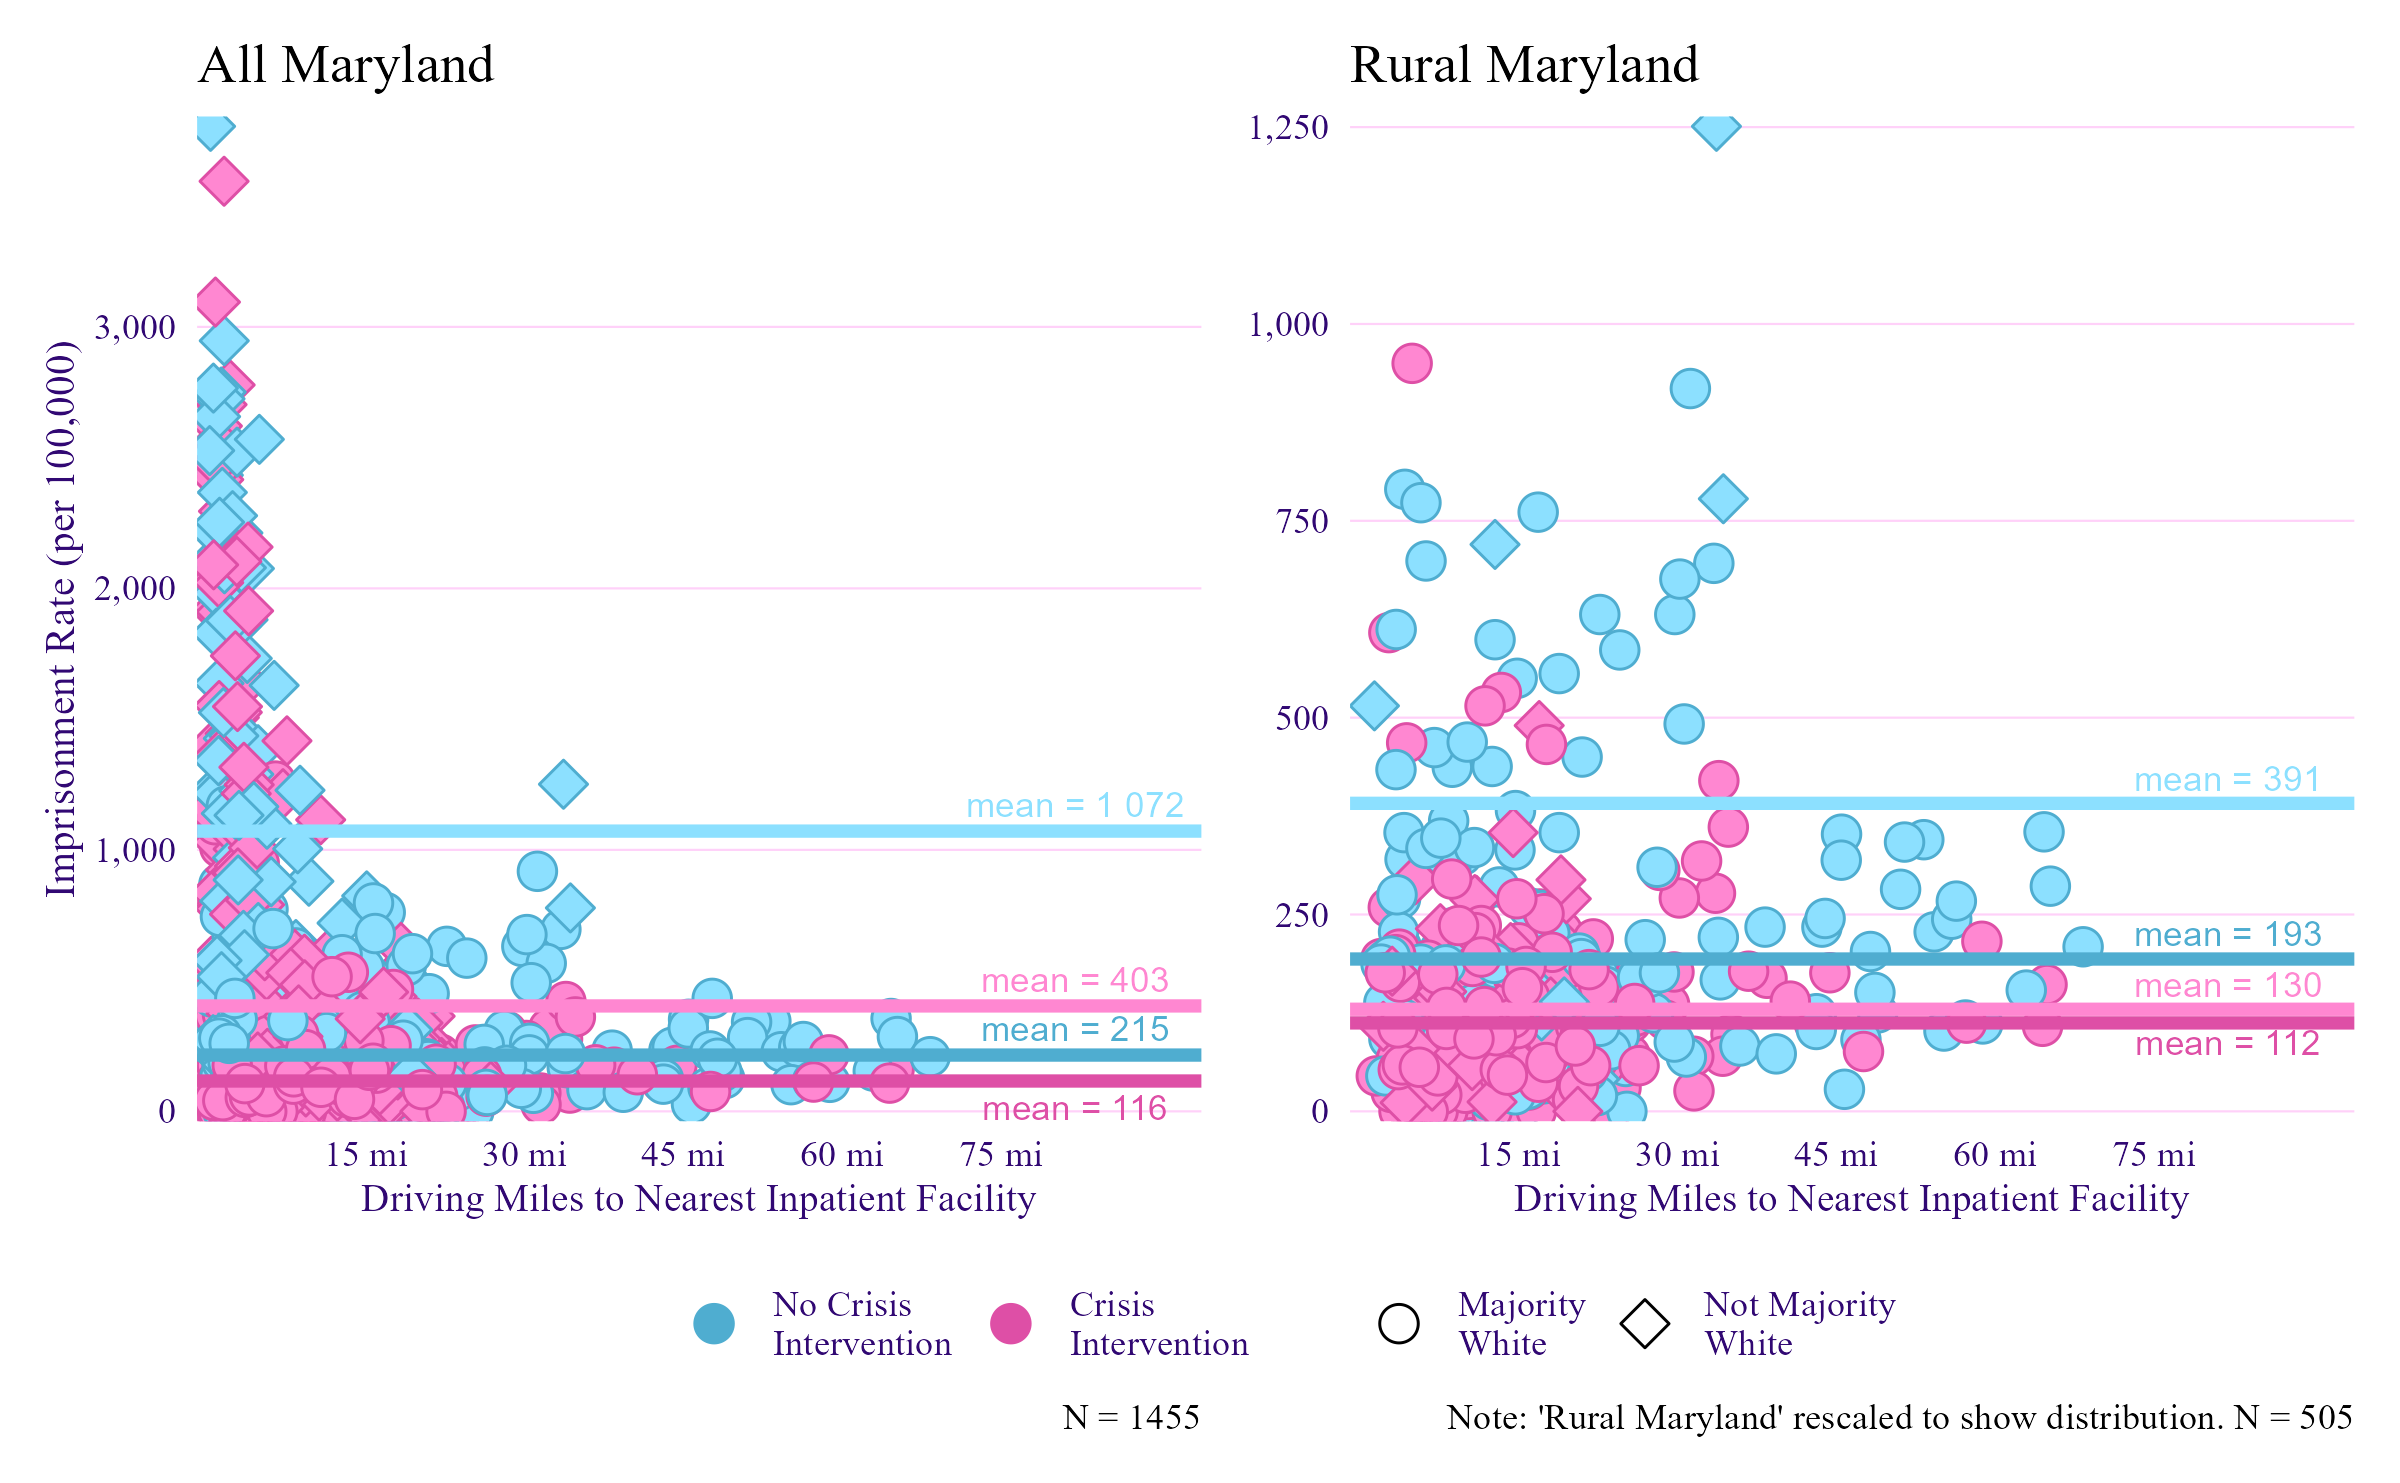 All Maryland
Imprisonment Rate (per 100,000)
3,000
2,000
1,000
0
mean = 1 072
mean = 403
mean = 215
mean = 116
15 mi
30 mi
45 mi
60 mi
75 mi
Driving Miles to Nearest Inpatient Facility
Rural Maryland
1,250
1,000
750
500
250
0
mean = 391
mean = 193
mean = 130
mean = 112
15 mi
30 mi
45 mi
60 mi
75 mi
Driving Miles to Nearest Inpatient Facility
No Crisis
Intervention
Crisis
Intervention
Majority
White
Not Majority
White
N = 1455
Note: 'Rural Maryland' rescaled to show distribution. N = 505